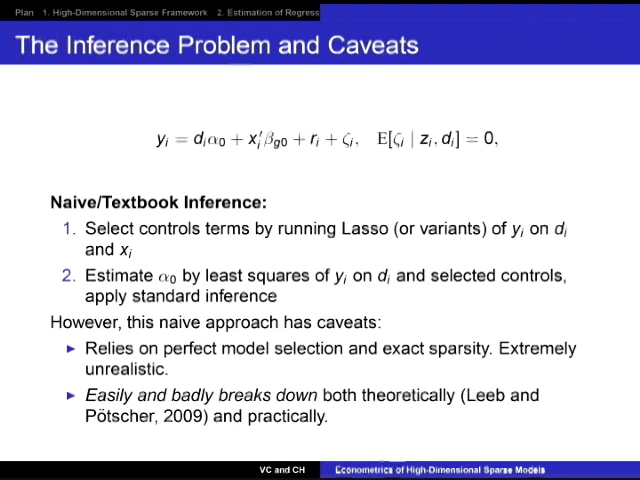 Plan 1. High-Dimensional Sparse Framework 2. Estimation of Regress
The Inference Problem and Caveats
yᵢ = dᵢα₀ + xᵢ′β_g0 + rᵢ + ζᵢ, E[ζᵢ | zᵢ, dᵢ] = 0,
Naive/Textbook Inference:
1. Select controls terms by running Lasso (or variants) of yᵢ on dᵢ
and xᵢ
2. Estimate α₀ by least squares of yᵢ on dᵢ and selected controls,
apply standard inference
However, this naive approach has caveats:
▶ Relies on perfect model selection and exact sparsity. Extremely
unrealistic.
▶ Easily and badly breaks down both theoretically (Leeb and
Pötscher, 2009) and practically.
VC and CH Econometrics of High-Dimensional Sparse Models